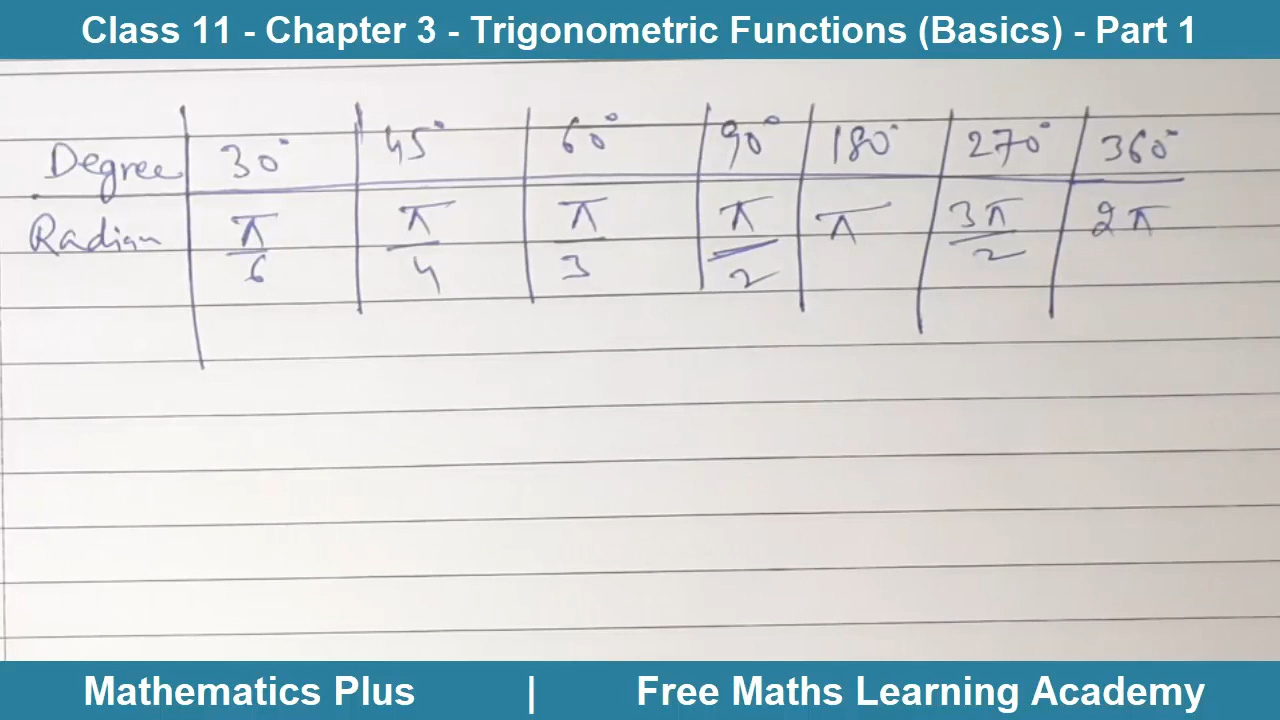 Class 11 - Chapter 3 - Trigonometric Functions (Basics) - Part 1
Degree 30° 45° 60° 90° 180° 270° 360°
Radian π/6 π/4 π/3 π/2 π 3π/2 2π
Mathematics Plus | Free Maths Learning Academy